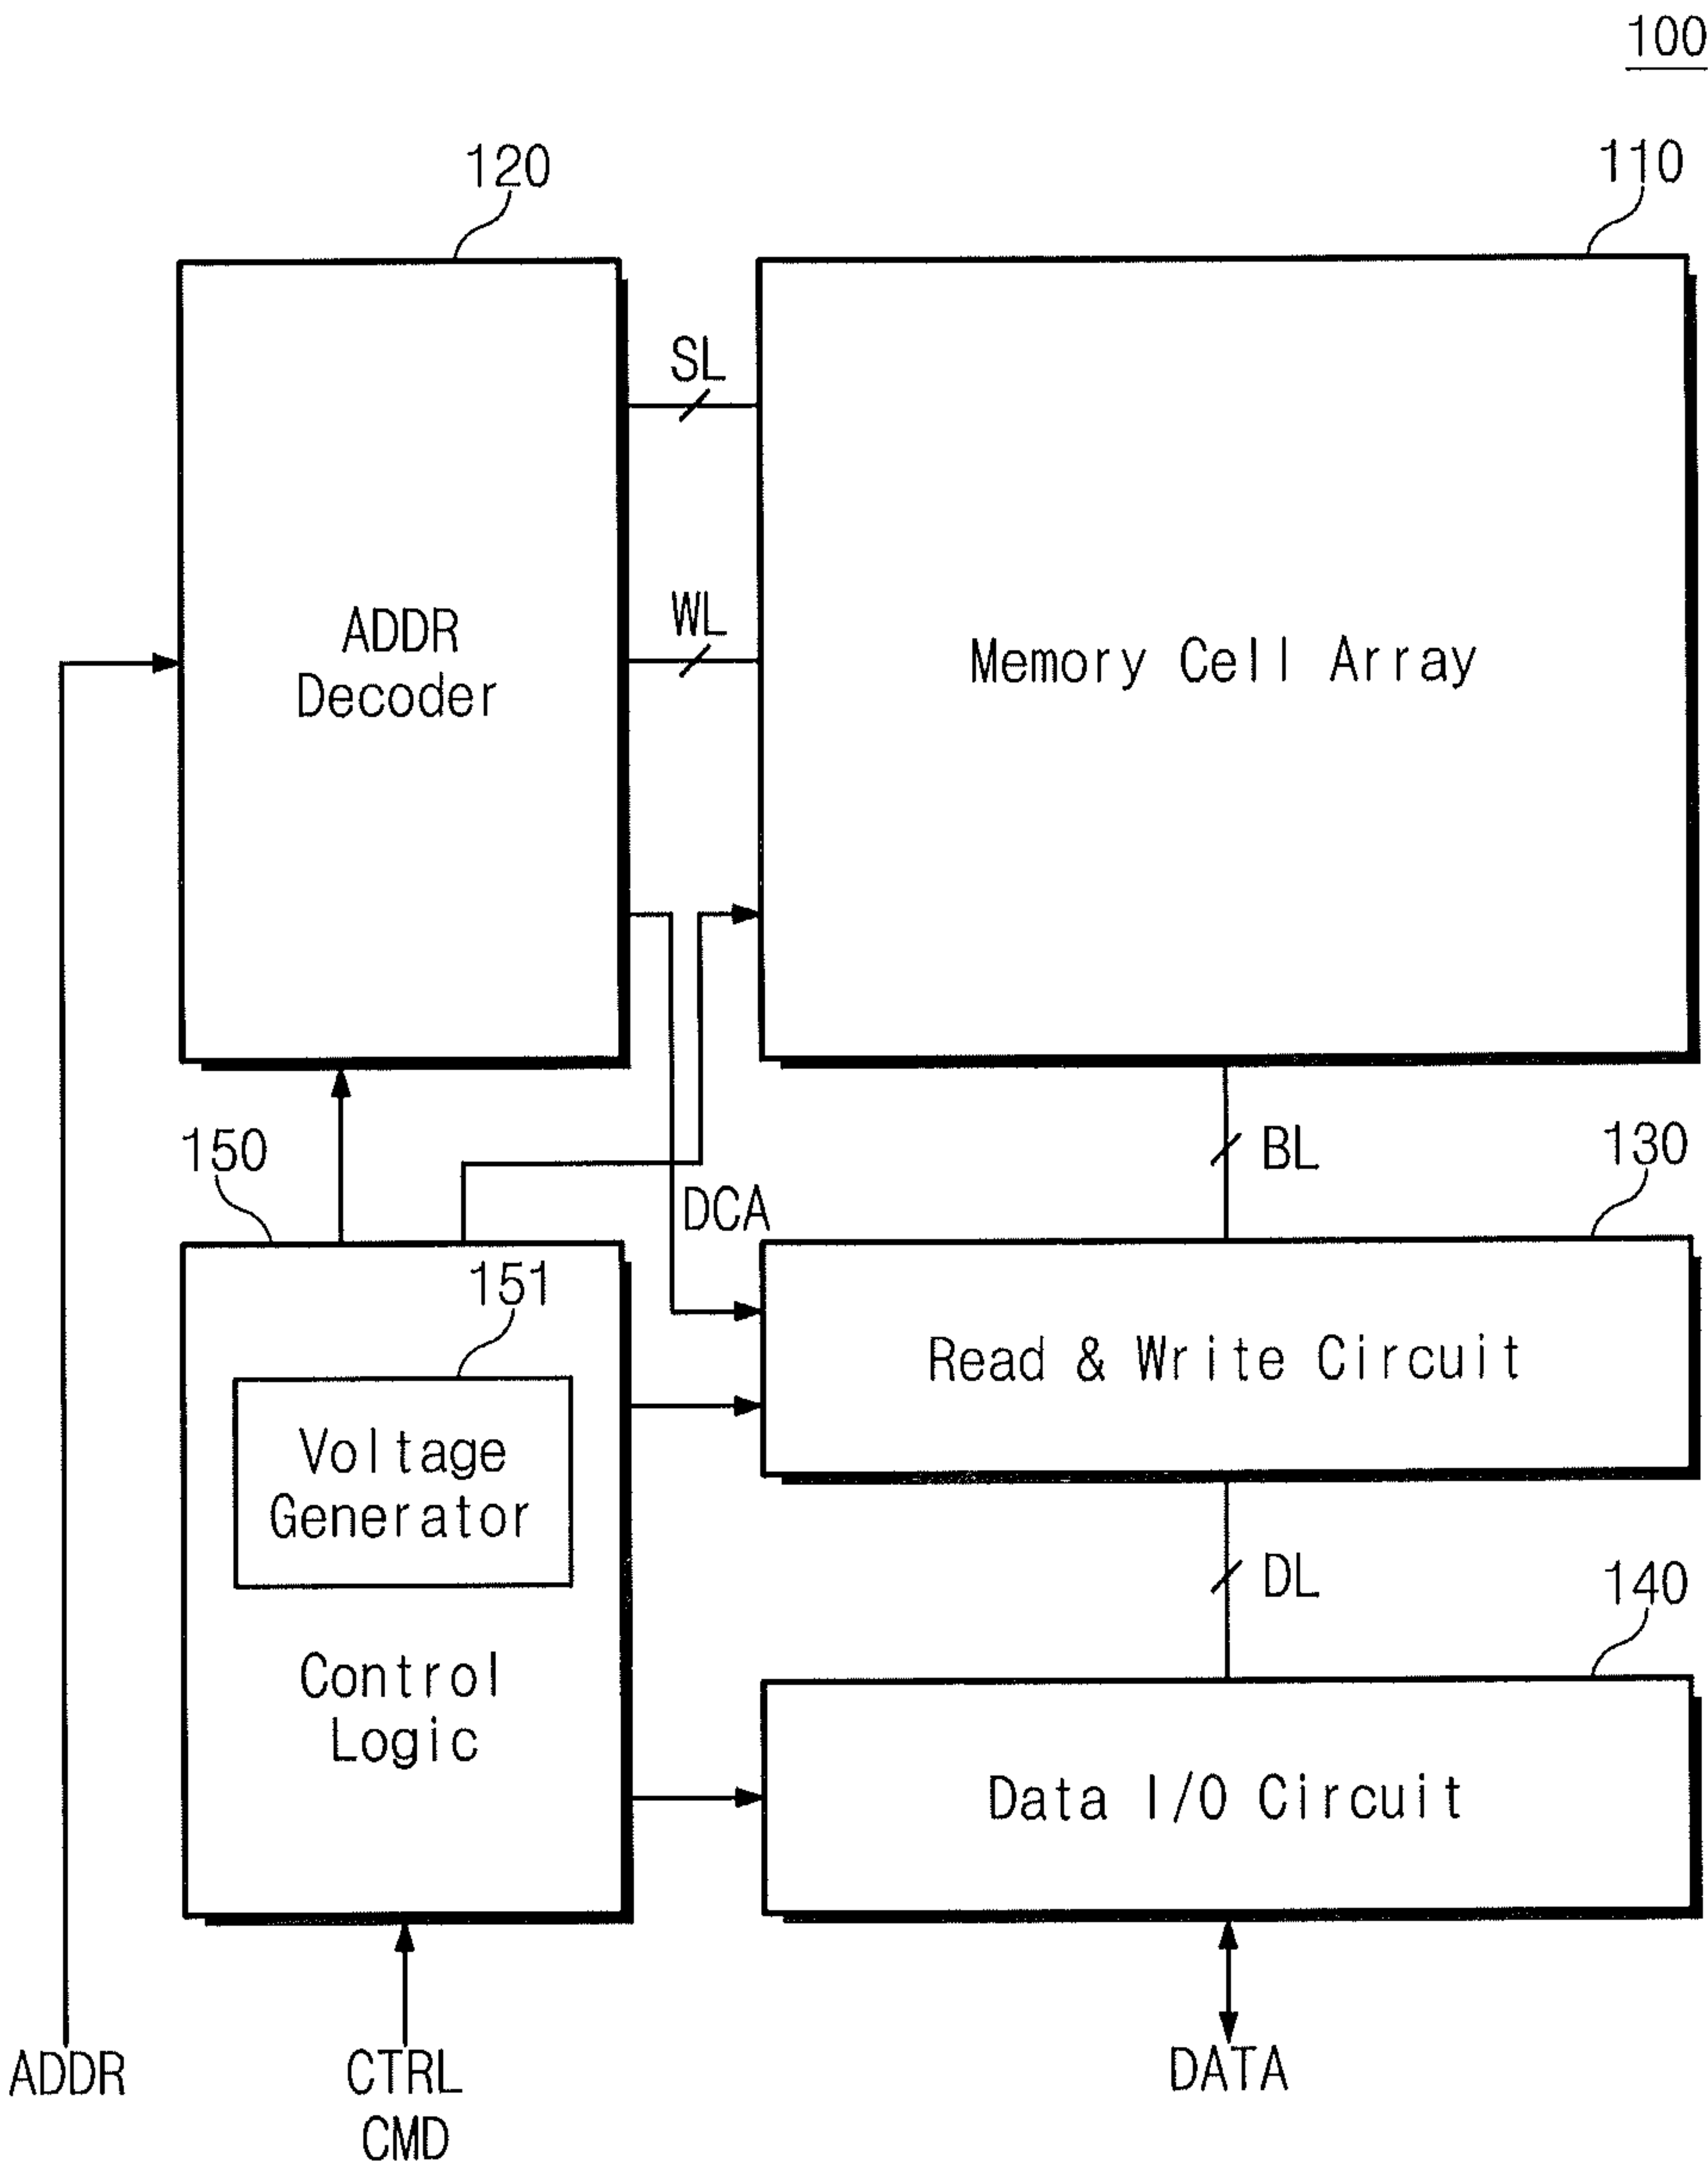 100
120
110
SL
WL
ADDR
Decoder
Memory Cell Array
150
BL
130
DCA
151
Read & Write Circuit
Voltage
Generator
DL
140
Control
Logic
Data I/O Circuit
ADDR
CTRL
CMD
DATA